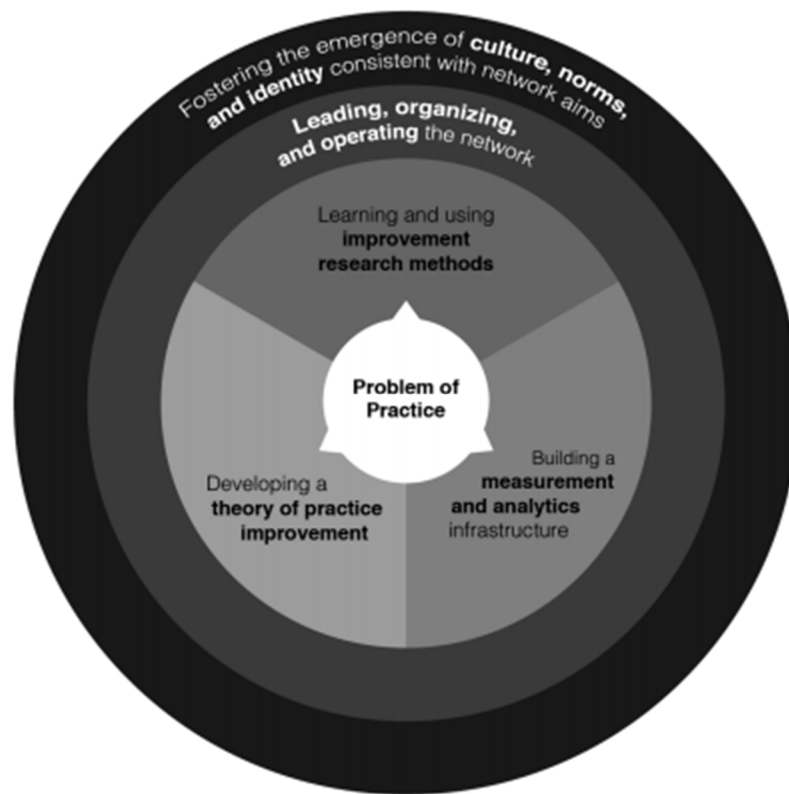 Fostering the emergence of culture, norms,
and identity consistent with network aims
Leading, organizing,
and operating the network
Learning and using
improvement
research methods
Problem of
Practice
Developing a
theory of practice
improvement
Building a
measurement
and analytics
infrastructure